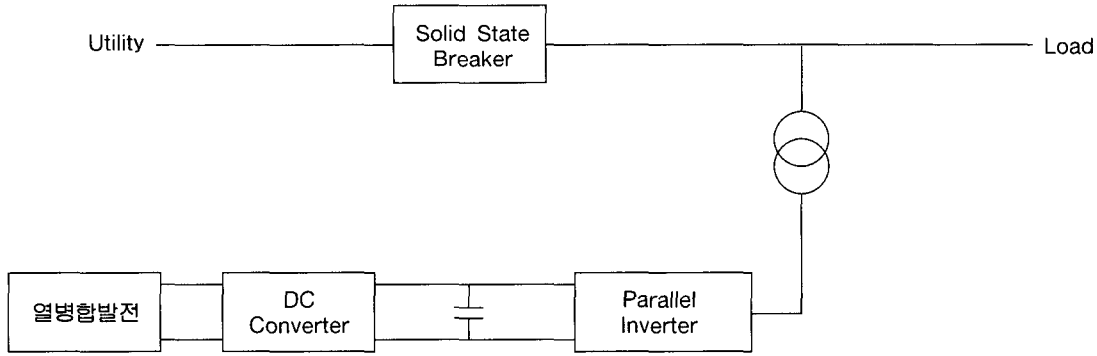 Utility
Solid State
Breaker
Load
열병합발전
DC
Converter
Parallel
Inverter